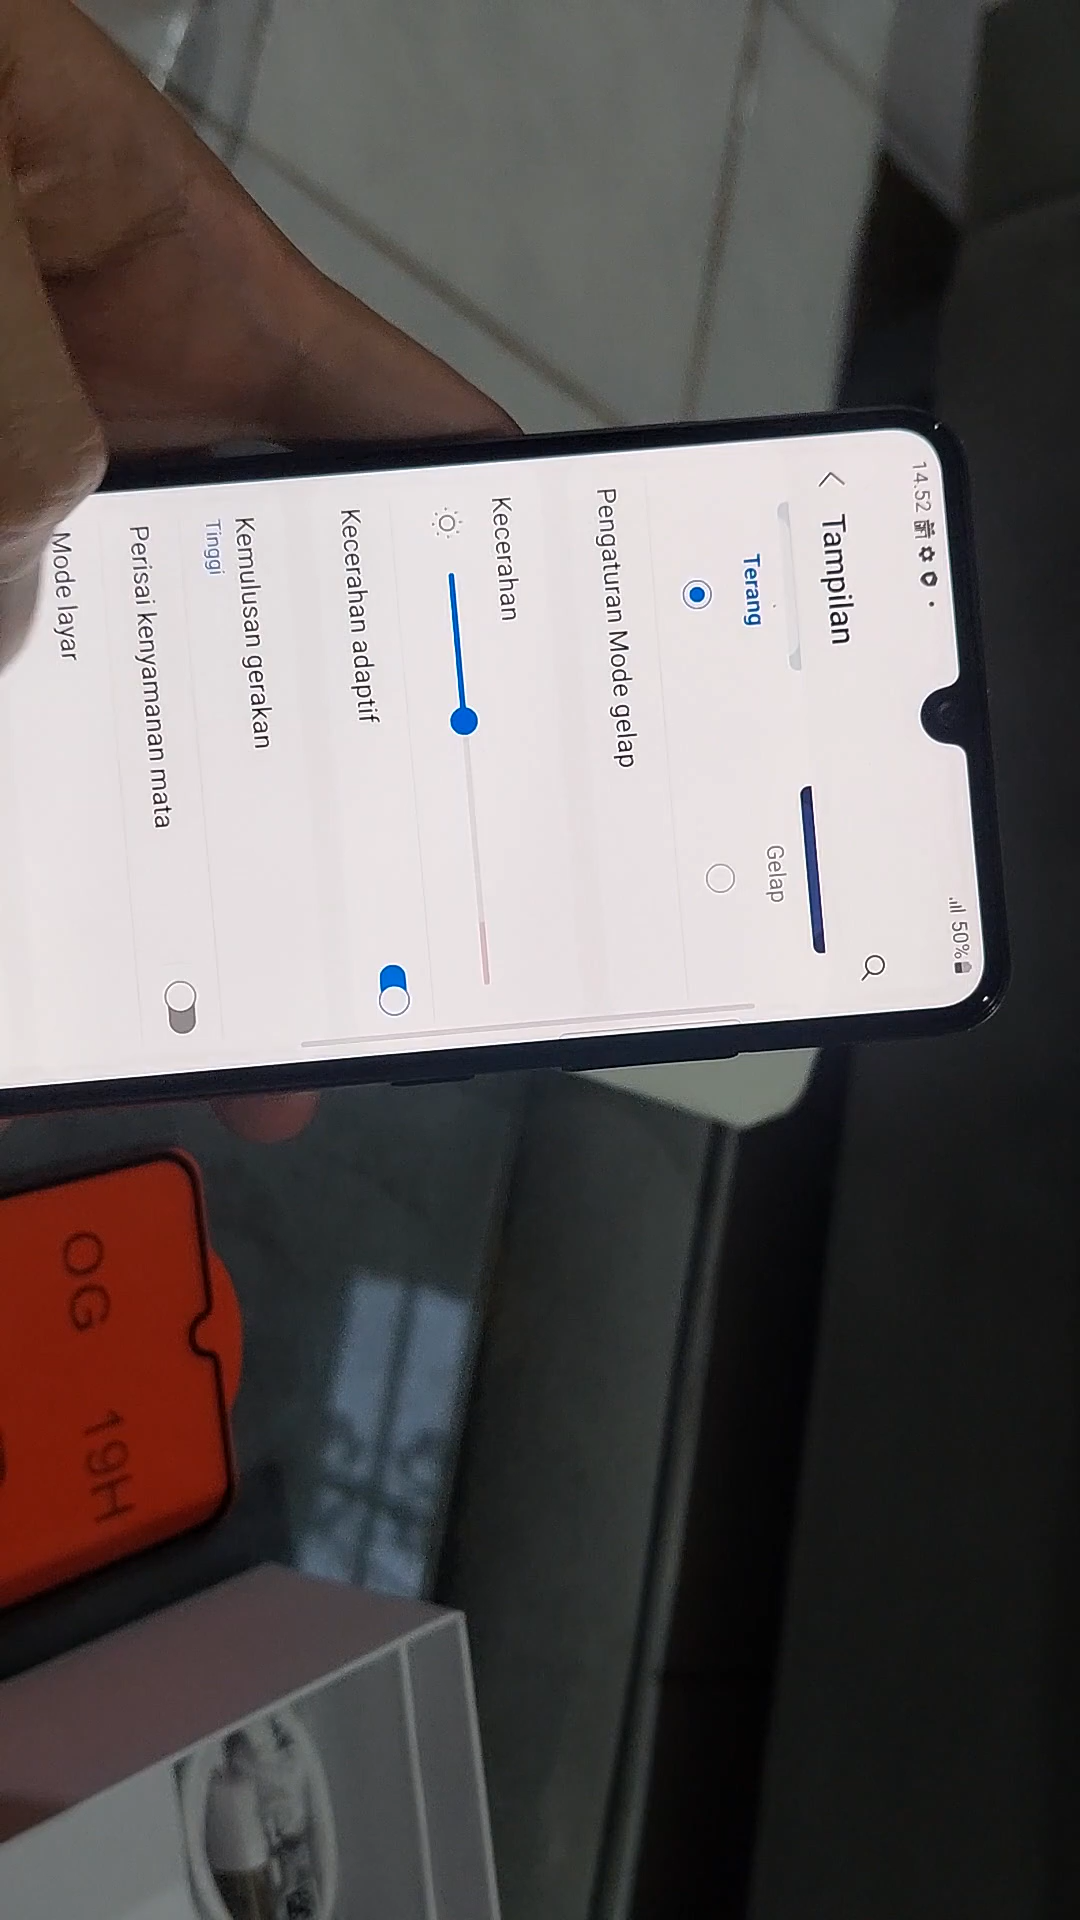 14.52
50%
Tampilan
Terang
Gelap
Pengaturan Mode gelap
Kecerahan
Kecerahan adaptif
Kemulusan gerakan
Tinggi
Perisai kenyamanan mata
Mode layar
OG
19H